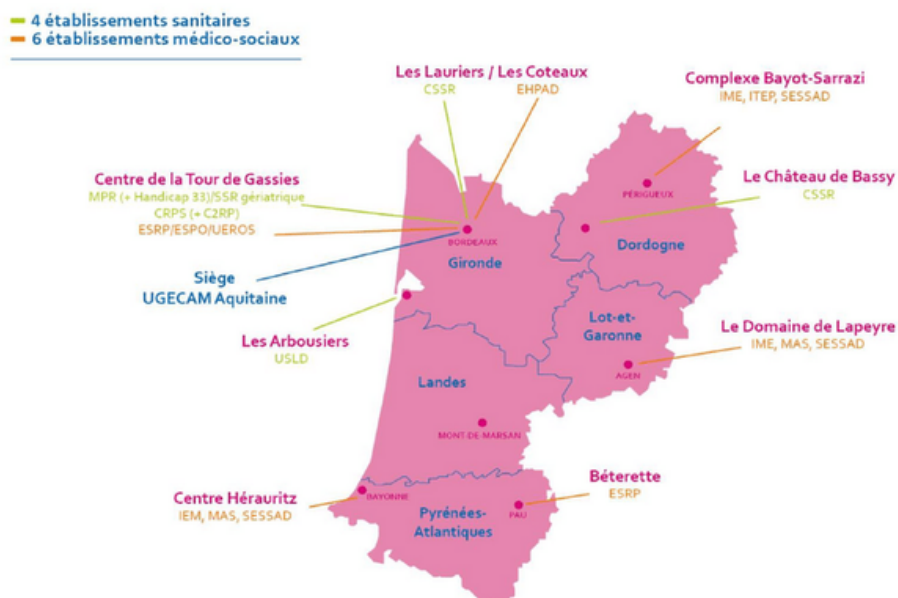 4 établissements sanitaires
6 établissements médico-sociaux
Les Lauriers / Les Coteaux
CSSR
EHPAD
Complexe Bayot-Sarrazi
IME, ITEP, SESSAD
Centre de la Tour de Gassies
MPR (+ Handicap 33)/SSR gériatrique
CRPS (+ C2RP)
ESRP/ESPO/UEROS
Le Château de Bassy
CSSR
PÉRIGUEUX
Dordogne
BORDEAUX
Gironde
Siège
UGECAM Aquitaine
Les Arbousiers
USLD
Lot-et-
Garonne
Le Domaine de Lapeyre
IME, MAS, SESSAD
AGEN
Landes
MONT-DE-MARSAN
Centre Hérauritz
IEM, MAS, SESSAD
BAYONNE
Béterette
ESRP
PAU
Pyrénées-
Atlantiques